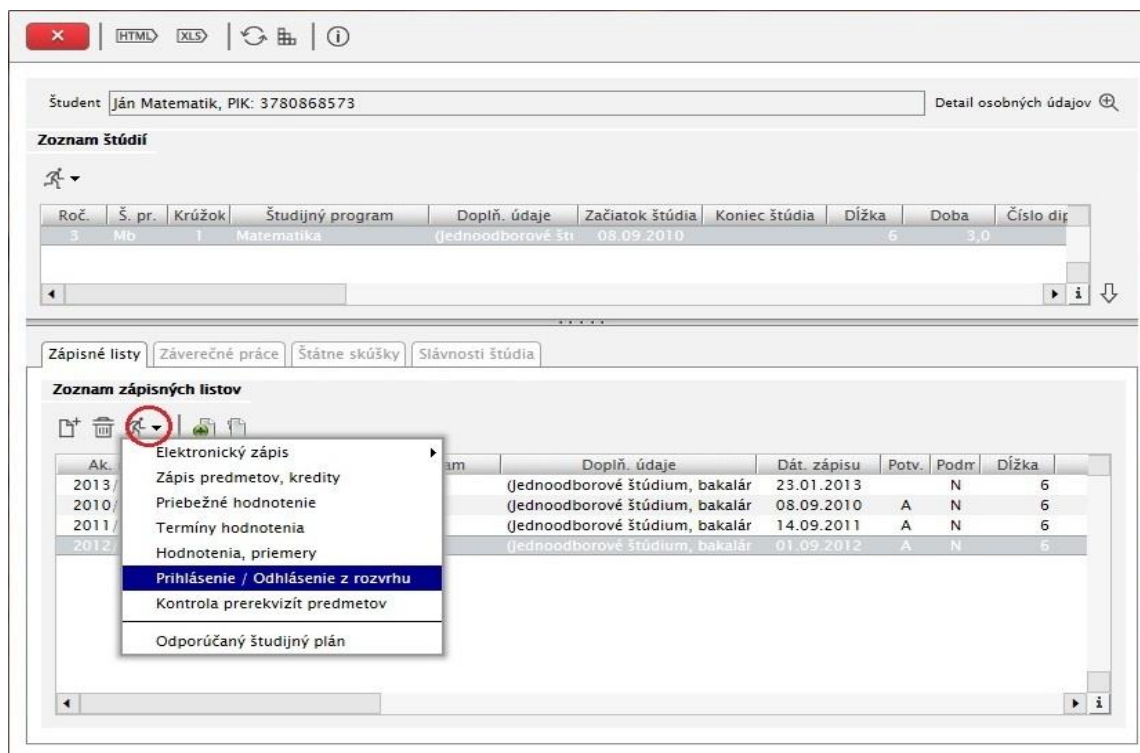 HTML XLS
Študent Ján Matematik, PIK: 3780868573 Detail osobných údajov
Zoznam štúdií
Roč. Š. pr. Krúžok Študijný program Doplň. údaje Začiatok štúdia Koniec štúdia Dĺžka Doba Číslo dip
3 Mb 1 Matematika (Jednoodborové štú 08.09.2010 6 3,0
i
Zápisné listy Záverečné práce Štátne skúšky Slávnosti štúdia
Zoznam zápisných listov
Elektronický zápis
Zápis predmetov, kredity
Priebežné hodnotenie
Termíny hodnotenia
Hodnotenia, priemery
Prihlásenie / Odhlásenie z rozvrhu
Kontrola prerekvizít predmetov
Odporúčaný študijný plán
Ak. am Doplň. údaje Dát. zápisu Potv. Podm Dĺžka
2013/ (Jednoodborové štúdium, bakalár 23.01.2013 N 6
2010/ (Jednoodborové štúdium, bakalár 08.09.2010 A N 6
2011/ (Jednoodborové štúdium, bakalár 14.09.2011 A N 6
2012/ (Jednoodborové štúdium, bakalár 01.09.2012 A N 6
i